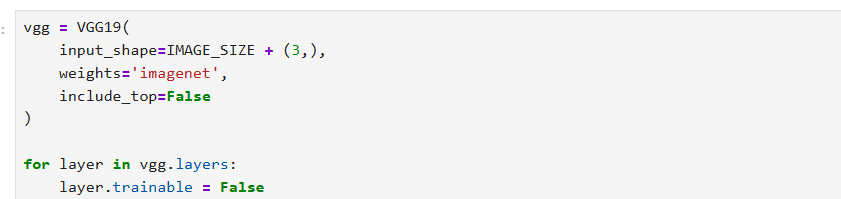 vgg = VGG19(
    input_shape=IMAGE_SIZE + (3,),
    weights='imagenet',
    include_top=False
)

for layer in vgg.layers:
    layer.trainable = False